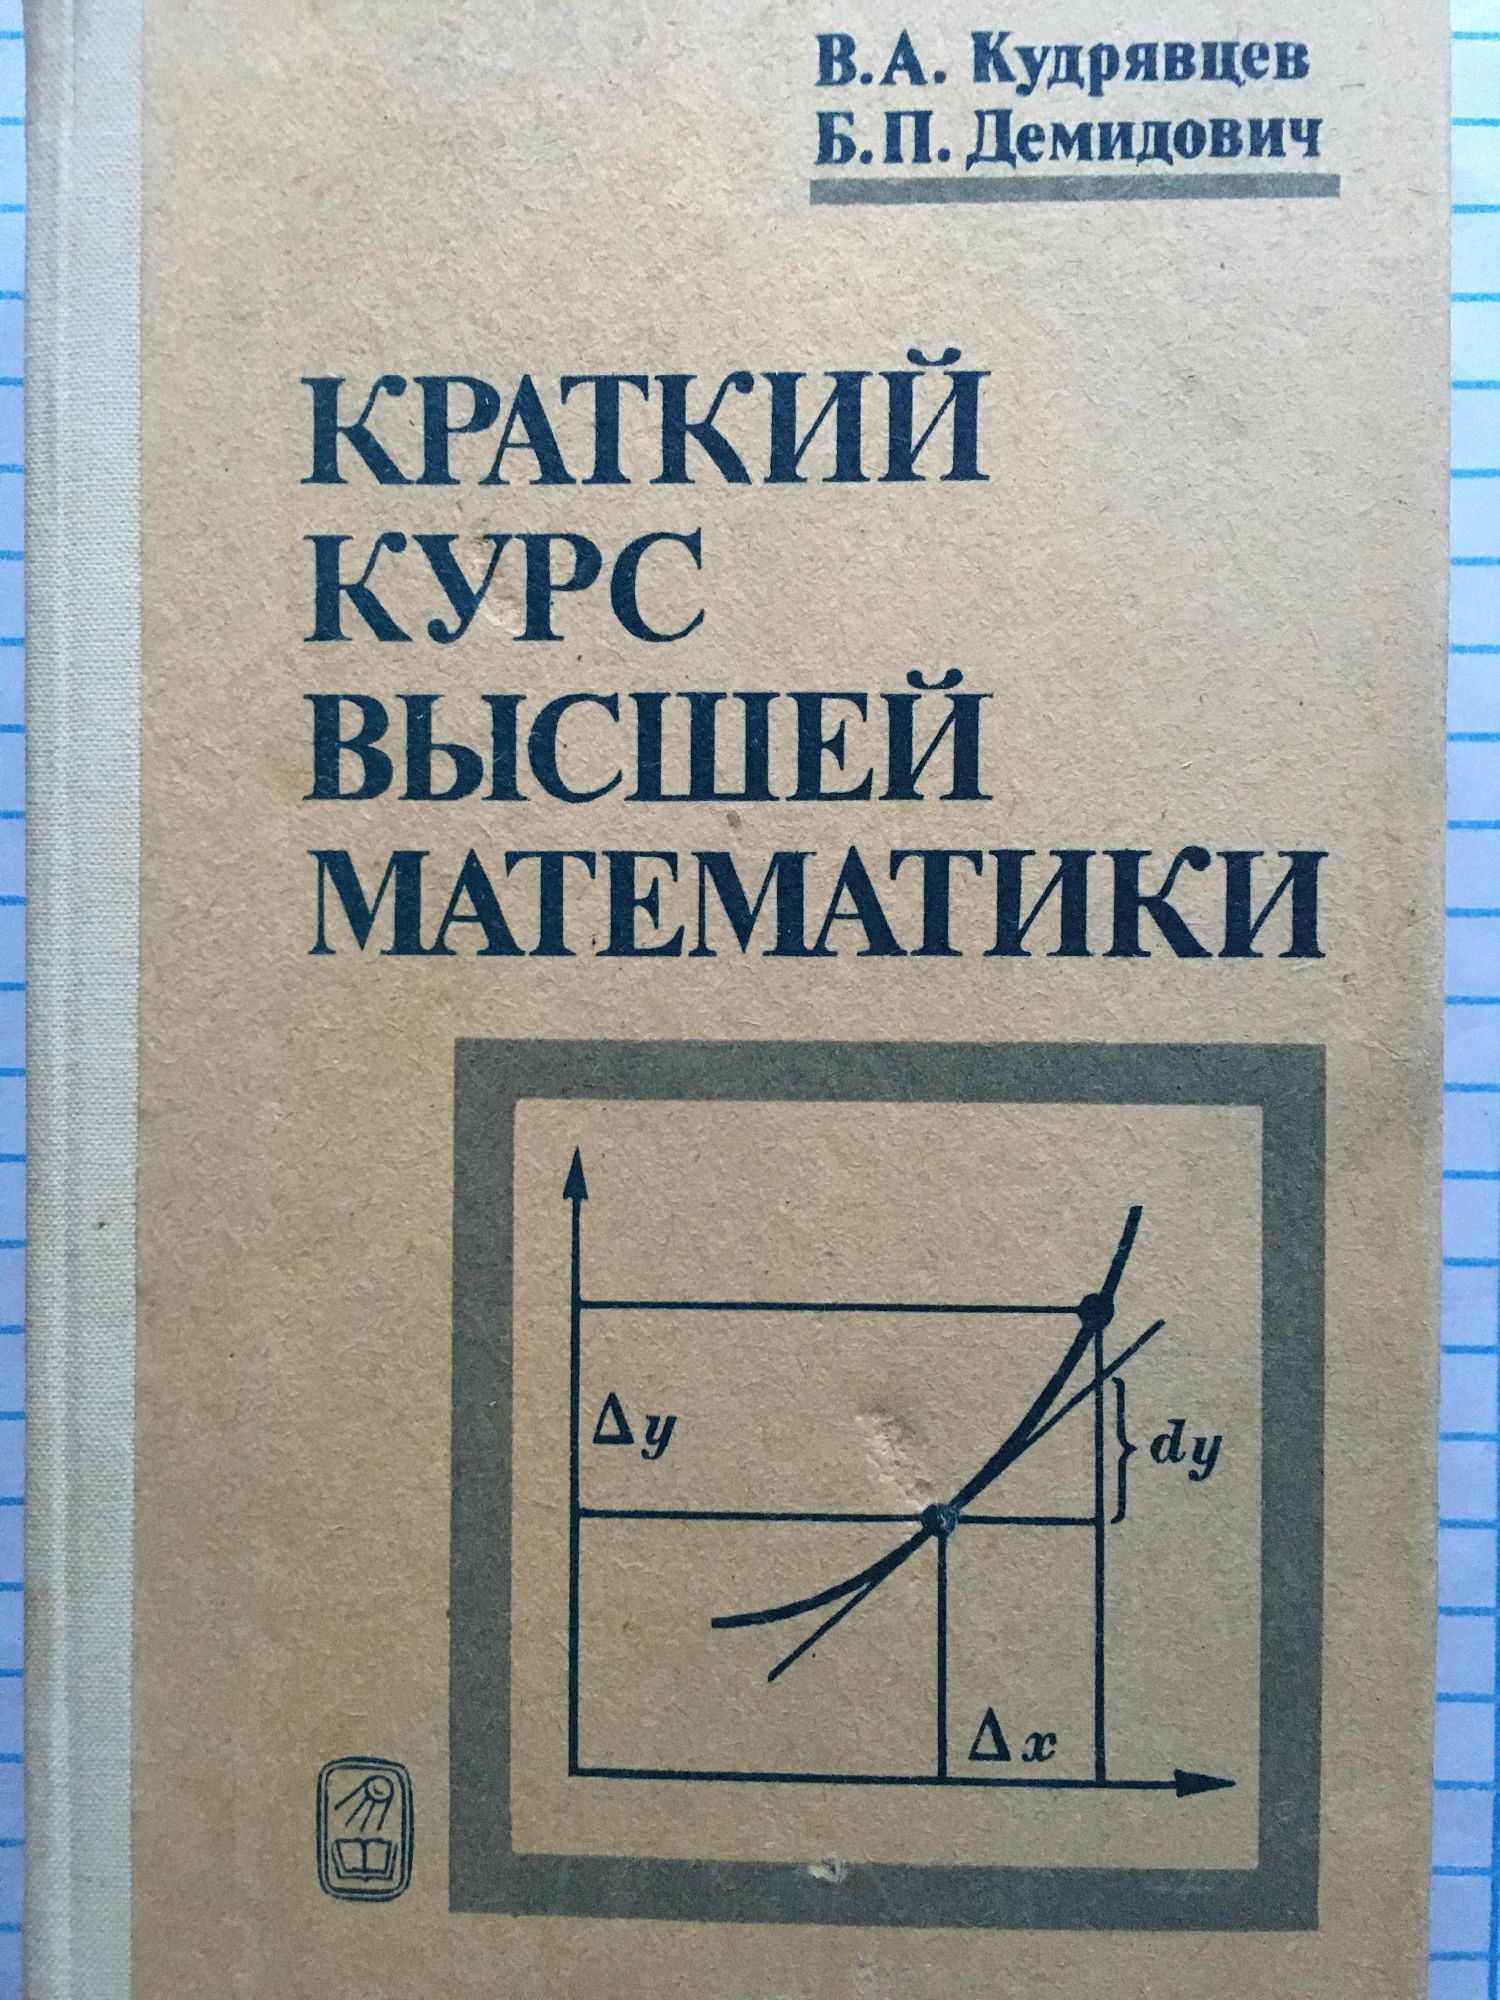 В.А. Кудрявцев
Б.П. Демидович
КРАТКИЙ
КУРС
ВЫСШЕЙ
МАТЕМАТИКИ
Δy
dy
Δx